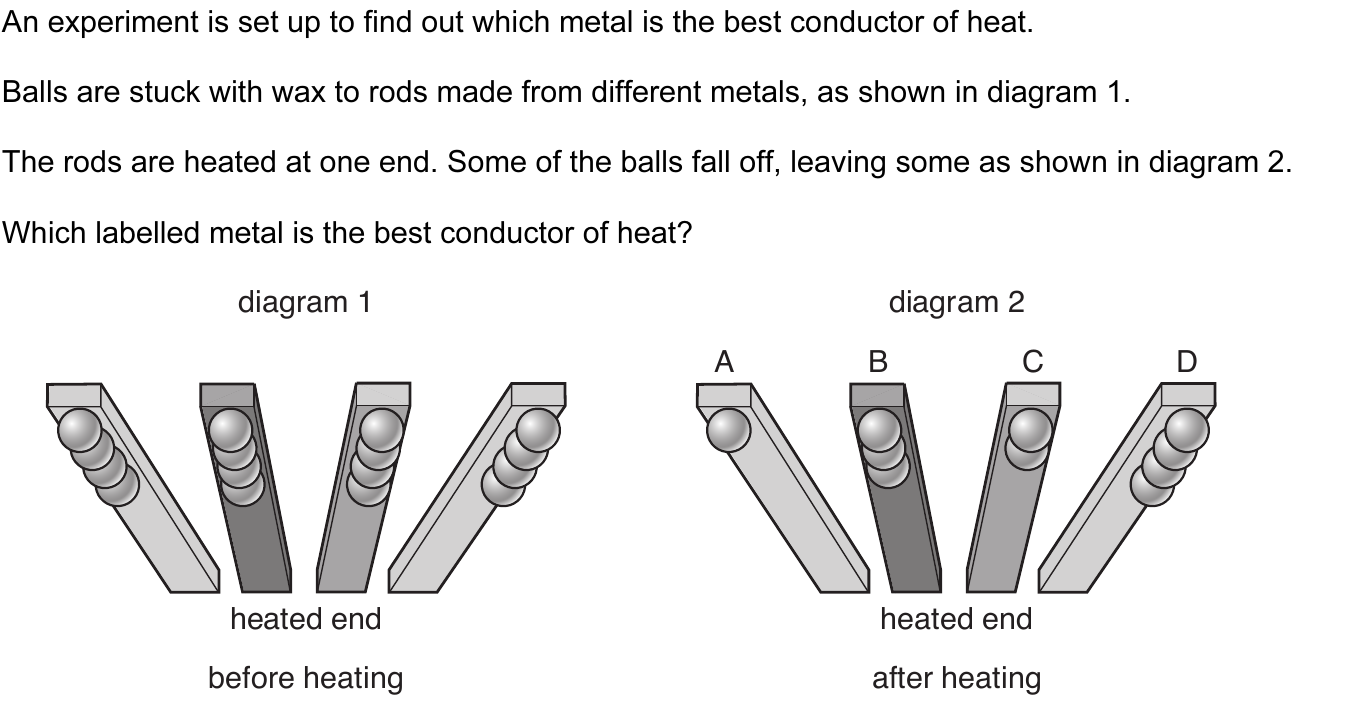 An experiment is set up to find out which metal is the best conductor of heat.
Balls are stuck with wax to rods made from different metals, as shown in diagram 1.
The rods are heated at one end. Some of the balls fall off, leaving some as shown in diagram 2.
Which labelled metal is the best conductor of heat?
diagram 1
diagram 2
A B C D
heated end
heated end
before heating
after heating